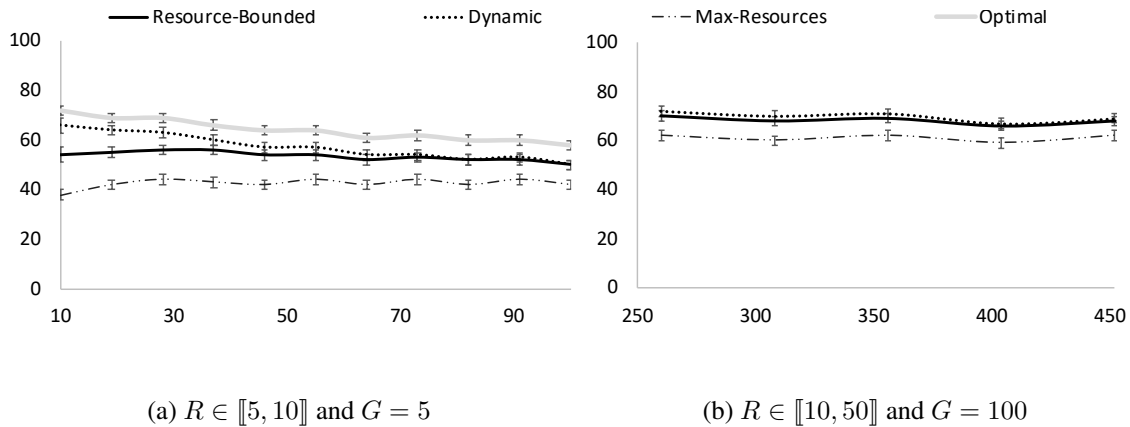 Resource-Bounded Dynamic Max-Resources Optimal
100
80
60
40
20
0
10 30 50 70 90
100
80
60
40
20
0
250 300 350 400 450
(a) R ∈ ⟦5, 10⟧ and G = 5
(b) R ∈ ⟦10, 50⟧ and G = 100